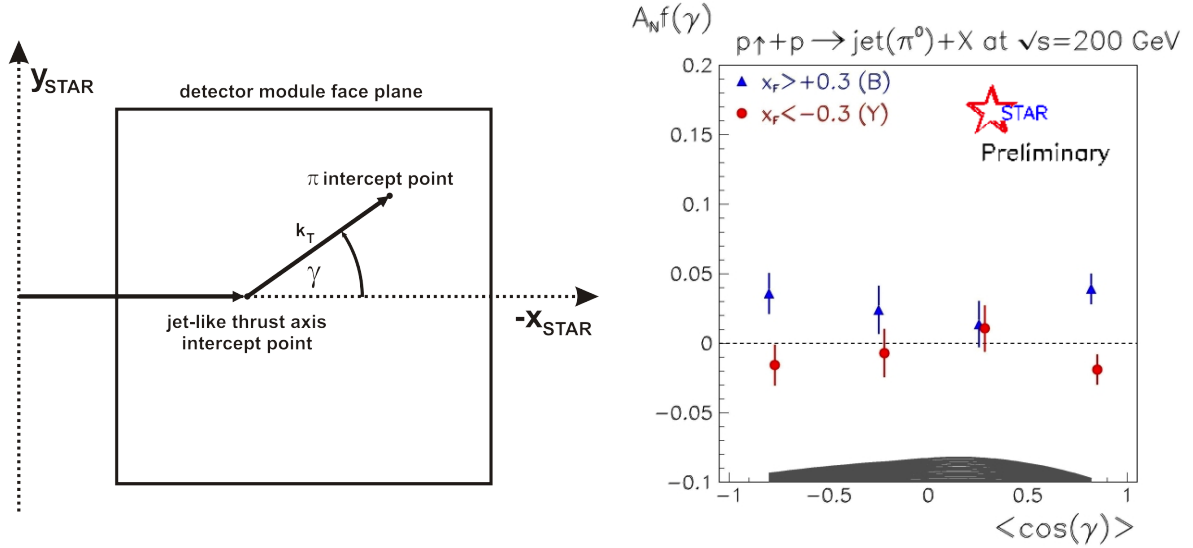 y_STAR
detector module face plane
π intercept point
k_T
γ
jet-like thrust axis
intercept point
-x_STAR
A_N f(γ)
p↑+p → jet(π⁰)+X at √s=200 GeV
0.2
0.15
0.1
0.05
0
-0.05
-0.1
x_F>+0.3 (B)
x_F<-0.3 (Y)
STAR
Preliminary
-1 -0.5 0 0.5 1
<cos(γ)>